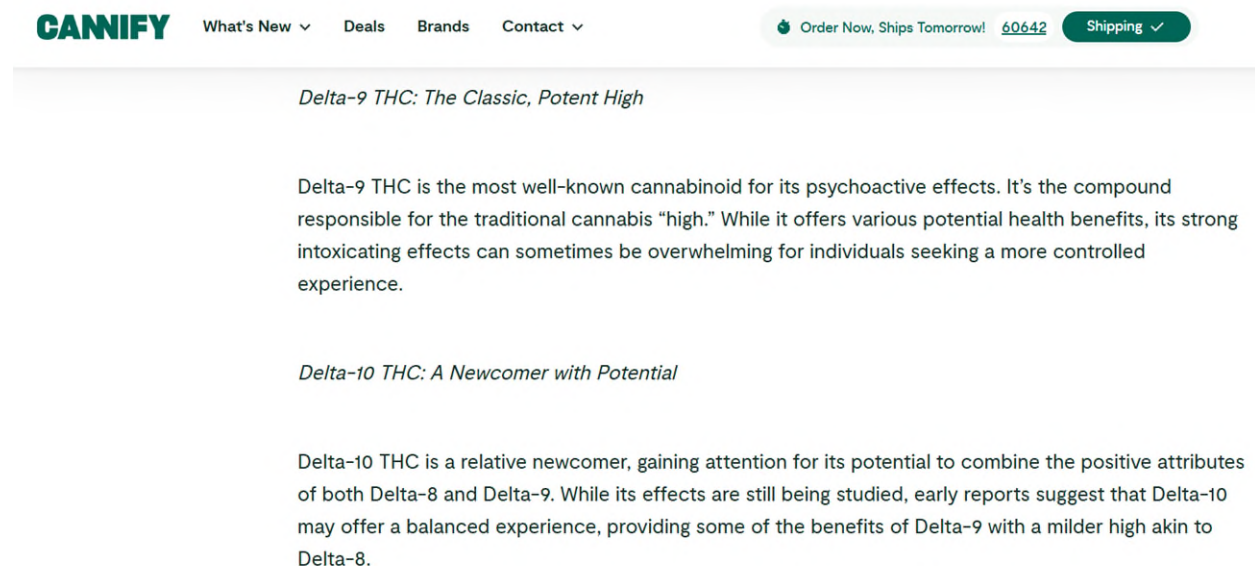 CANNIFY What's New Deals Brands Contact Order Now, Ships Tomorrow! 60642 Shipping
Delta-9 THC: The Classic, Potent High
Delta-9 THC is the most well-known cannabinoid for its psychoactive effects. It’s the compound
responsible for the traditional cannabis “high.” While it offers various potential health benefits, its strong
intoxicating effects can sometimes be overwhelming for individuals seeking a more controlled
experience.
Delta-10 THC: A Newcomer with Potential
Delta-10 THC is a relative newcomer, gaining attention for its potential to combine the positive attributes
of both Delta-8 and Delta-9. While its effects are still being studied, early reports suggest that Delta-10
may offer a balanced experience, providing some of the benefits of Delta-9 with a milder high akin to
Delta-8.